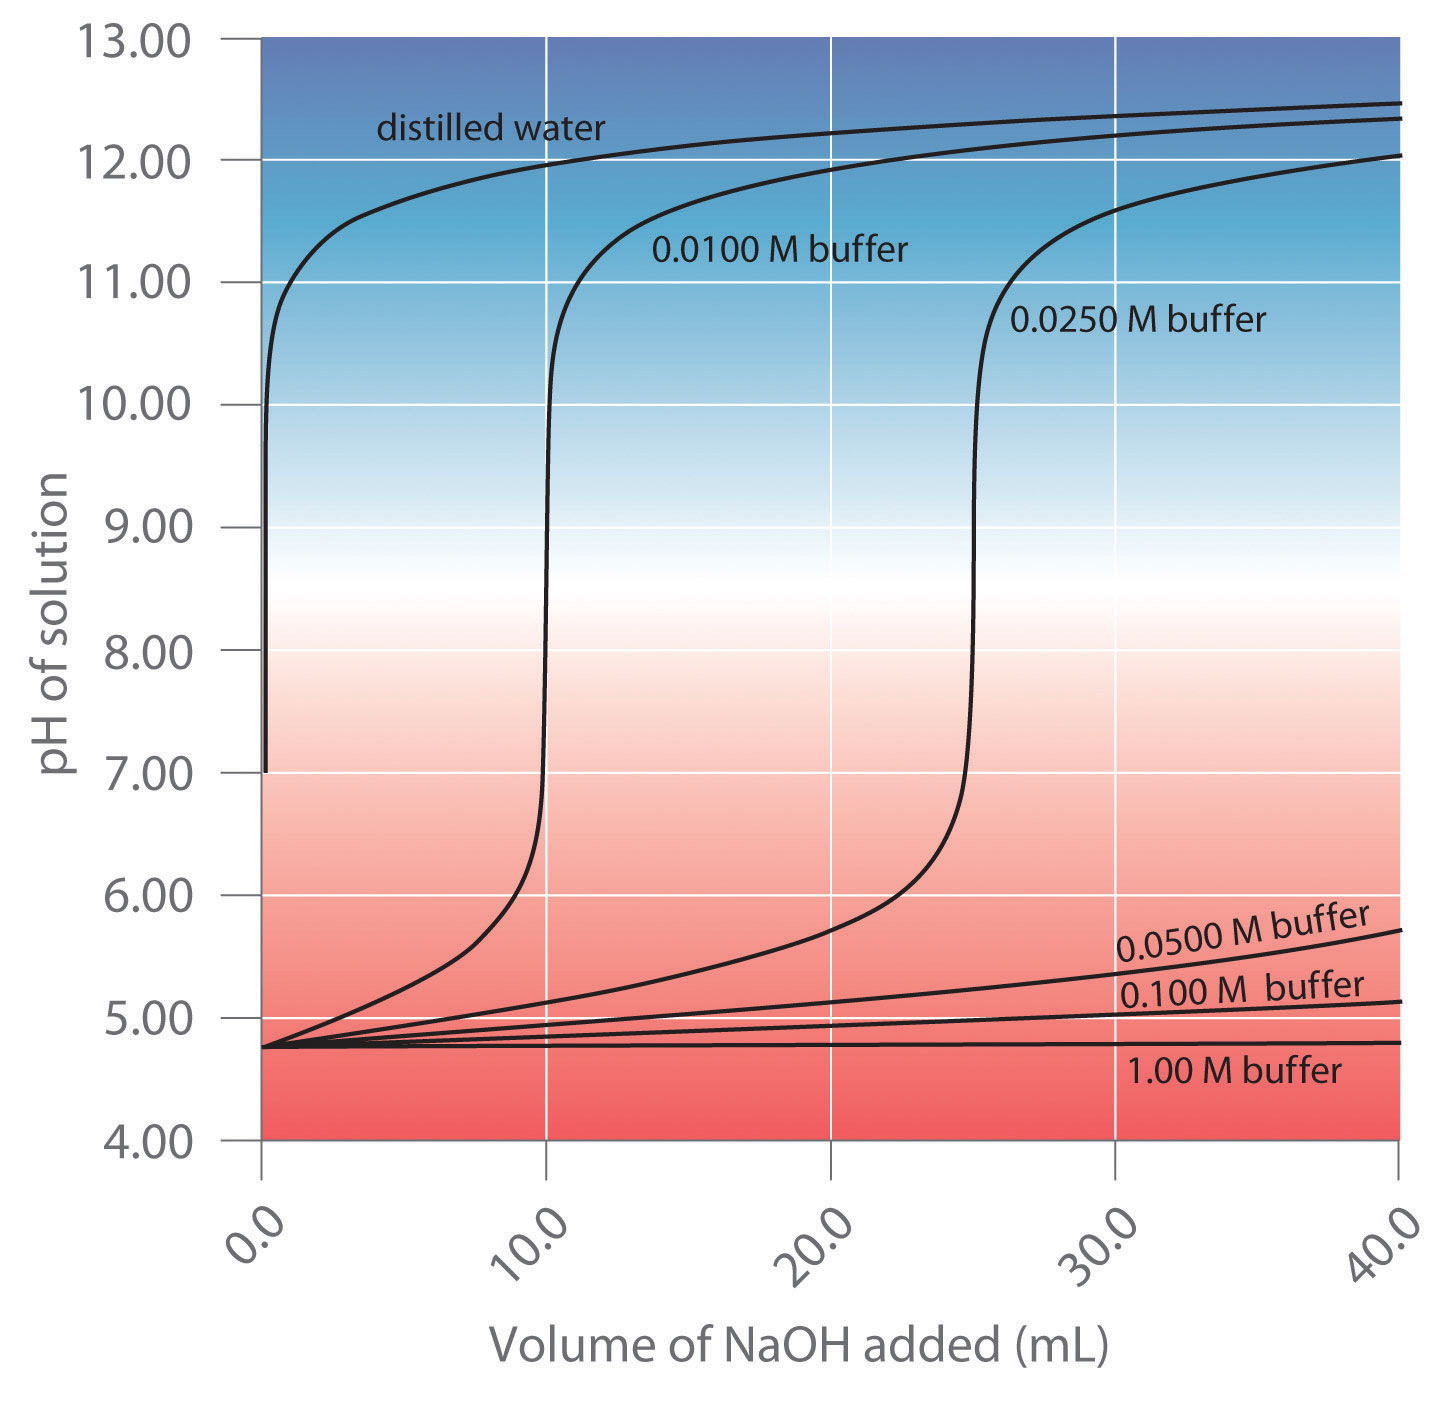 13.00
12.00
11.00
10.00
9.00
8.00
7.00
6.00
5.00
4.00
pH of solution
distilled water
0.0100 M buffer
0.0250 M buffer
0.0500 M buffer
0.100 M buffer
1.00 M buffer
0.0
10.0
20.0
30.0
40.0
Volume of NaOH added (mL)